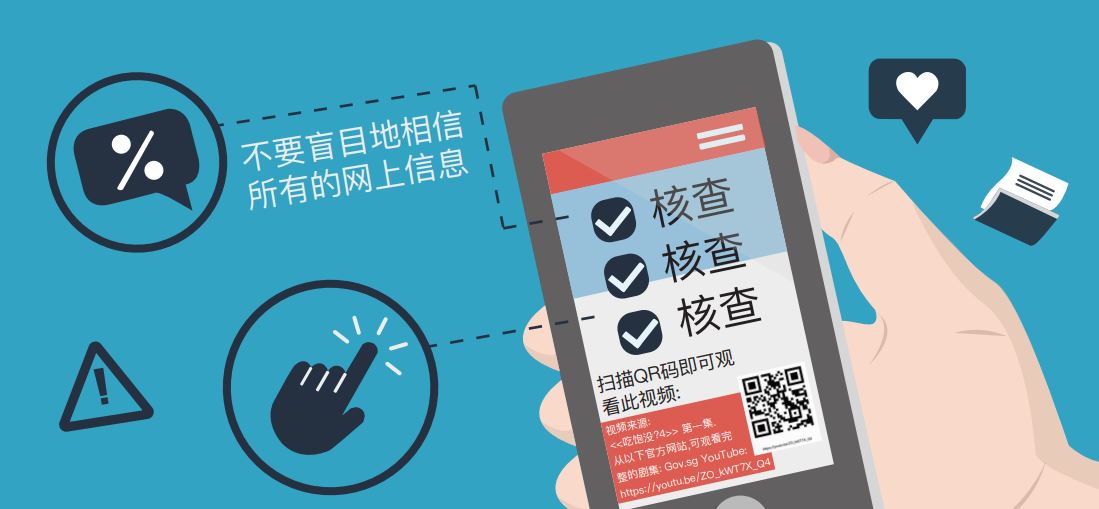 不要盲目地相信
所有的网上信息
核查
核查
核查
扫描QR码即可观
看此视频:
视频来源:
<<吃饱没?4>> 第一集.
从以下官方网站,可观看完
整的剧集: Gov.sg YouTube:
https://youtu.be/ZO_kWT7X_Q4